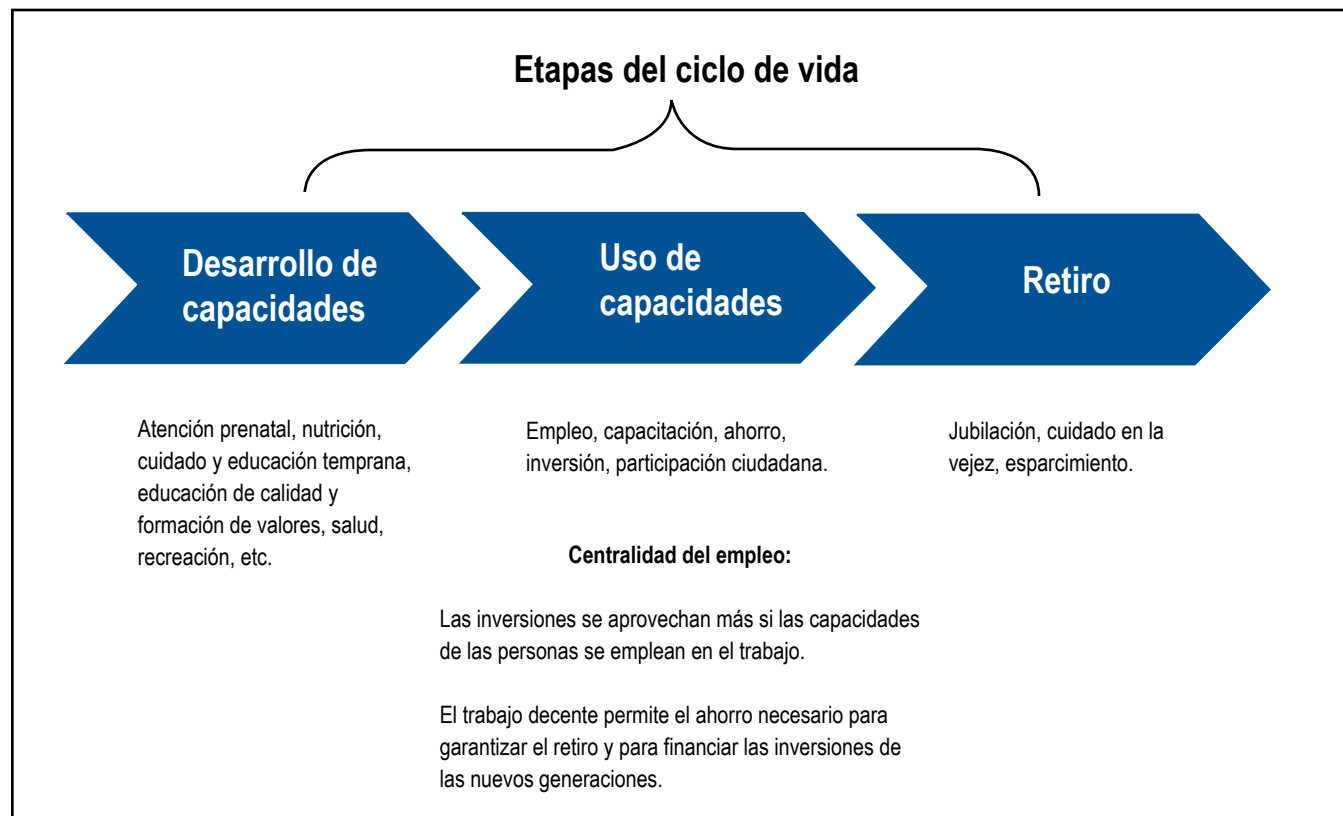 Etapas del ciclo de vida
Desarrollo de
capacidades
Uso de
capacidades
Retiro
Atención prenatal, nutrición,
cuidado y educación temprana,
educación de calidad y
formación de valores, salud,
recreación, etc.
Empleo, capacitación, ahorro,
inversión, participación ciudadana.
Jubilación, cuidado en la
vejez, esparcimiento.
Centralidad del empleo:
Las inversiones se aprovechan más si las capacidades
de las personas se emplean en el trabajo.
El trabajo decente permite el ahorro necesario para
garantizar el retiro y para financiar las inversiones de
las nuevos generaciones.